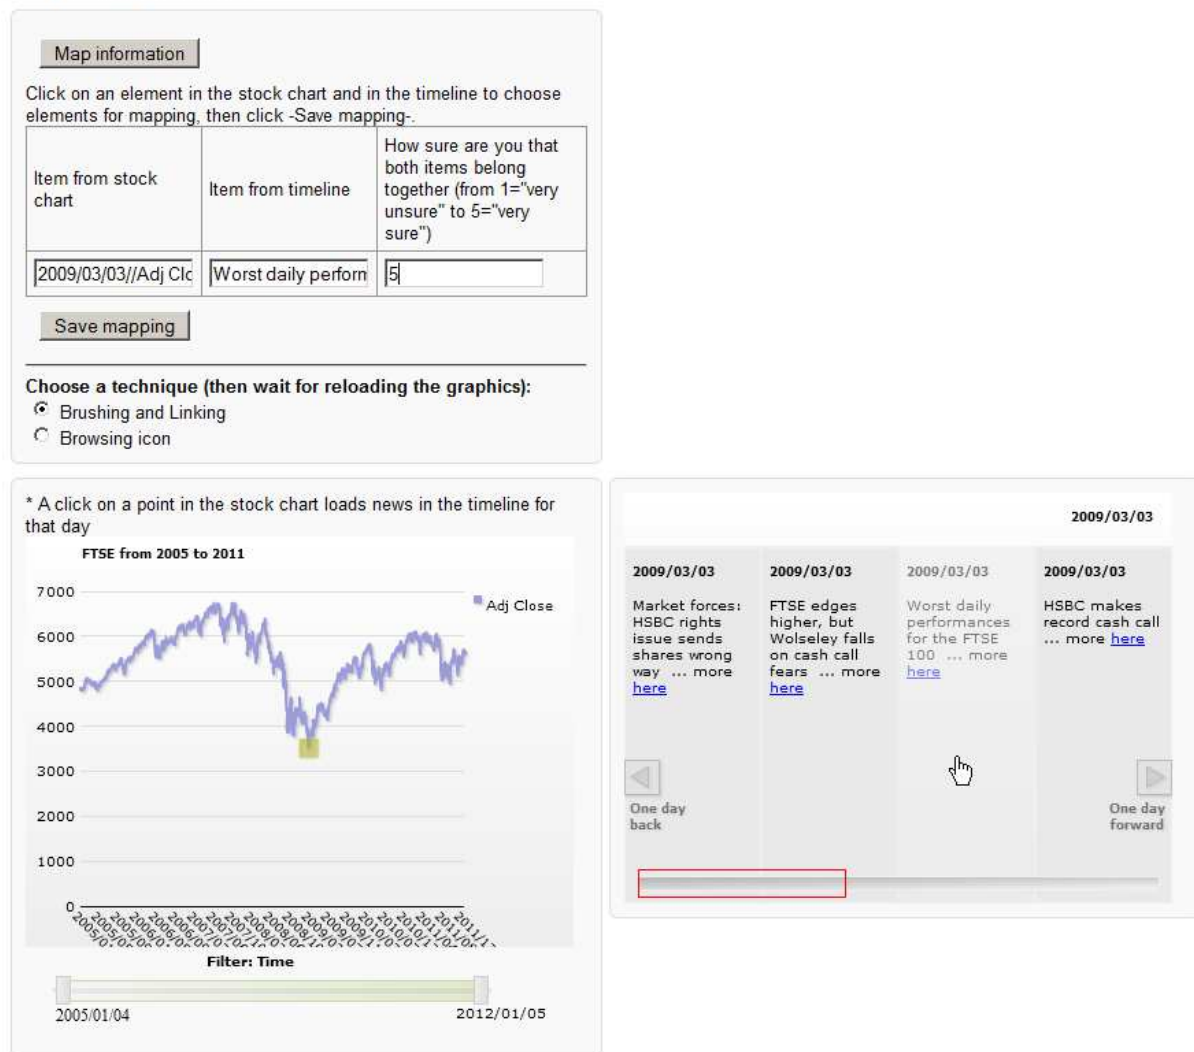 Map information
Click on an element in the stock chart and in the timeline to choose
elements for mapping, then click -Save mapping-.
Item from stock
chart
Item from timeline
How sure are you that
both items belong
together (from 1="very
unsure" to 5="very
sure")
2009/03/03//Adj Clo
Worst daily perform
5
Save mapping
Choose a technique (then wait for reloading the graphics):
Brushing and Linking
Browsing icon
* A click on a point in the stock chart loads news in the timeline for
that day
FTSE from 2005 to 2011
7000
6000
5000
4000
3000
2000
1000
0
Adj Close
Filter: Time
2005/01/04
2012/01/05
2009/03/03
2009/03/03
Market forces:
HSBC rights
issue sends
shares wrong
way ... more
here
2009/03/03
FTSE edges
higher, but
Wolseley falls
on cash call
fears ... more
here
2009/03/03
Worst daily
performances
for the FTSE
100 ... more
here
2009/03/03
HSBC makes
record cash call
... more here
One day
back
One day
forward